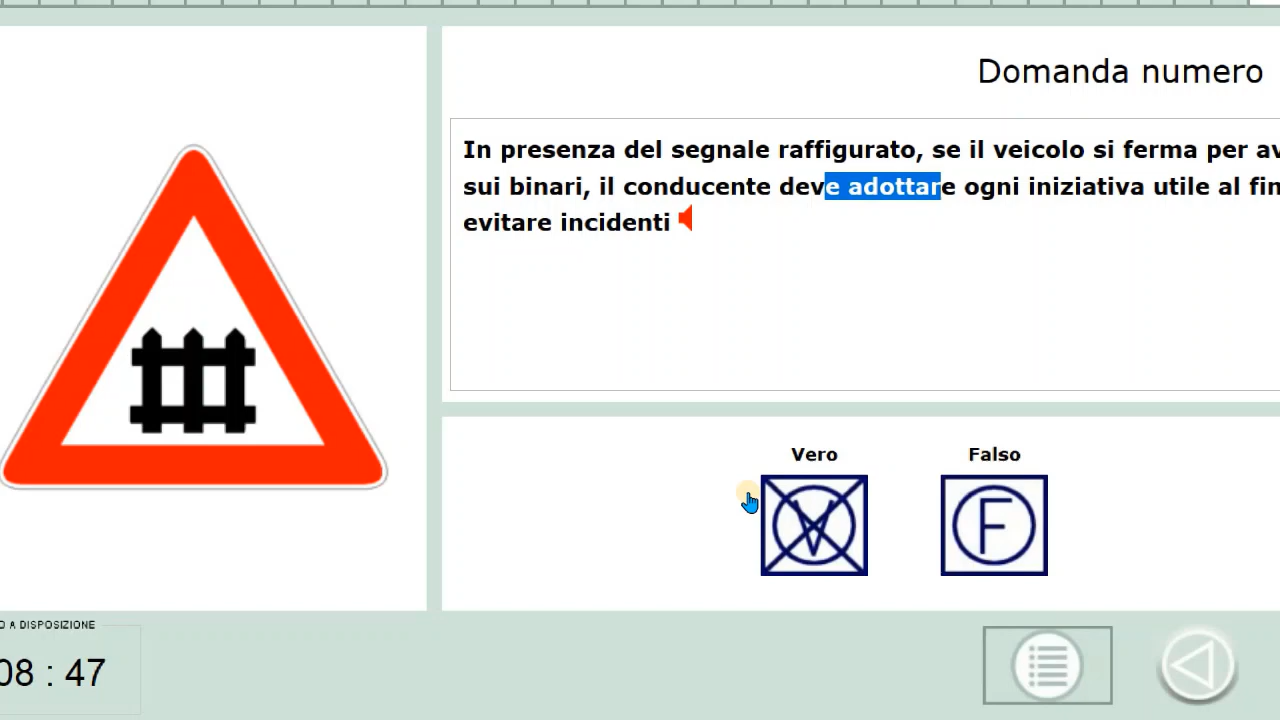 Domanda numero
In presenza del segnale raffigurato, se il veicolo si ferma per av
sui binari, il conducente deve adottare ogni iniziativa utile al fin
evitare incidenti
Vero
Falso
V
F
O A DISPOSIZIONE
08 : 47